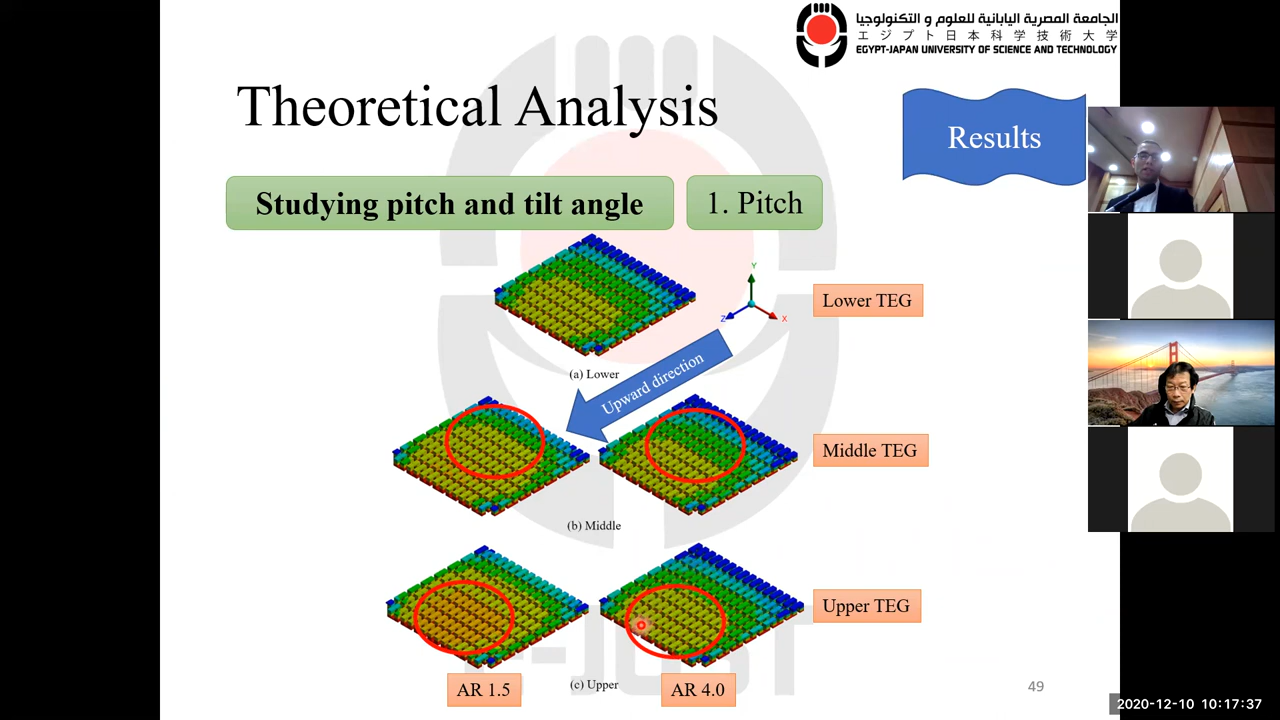 الجامعة المصرية اليابانية للعلوم و التكنولوجيا
エジプト日本科学技術大学
EGYPT-JAPAN UNIVERSITY OF SCIENCE AND TECHNOLOGY
Theoretical Analysis
Results
Studying pitch and tilt angle
1. Pitch
Y
Z
X
Lower TEG
(a) Lower
Upward direction
Middle TEG
(b) Middle
Upper TEG
(c) Upper
AR 1.5
AR 4.0
49
E-JUST
2020-12-10 10:17:37